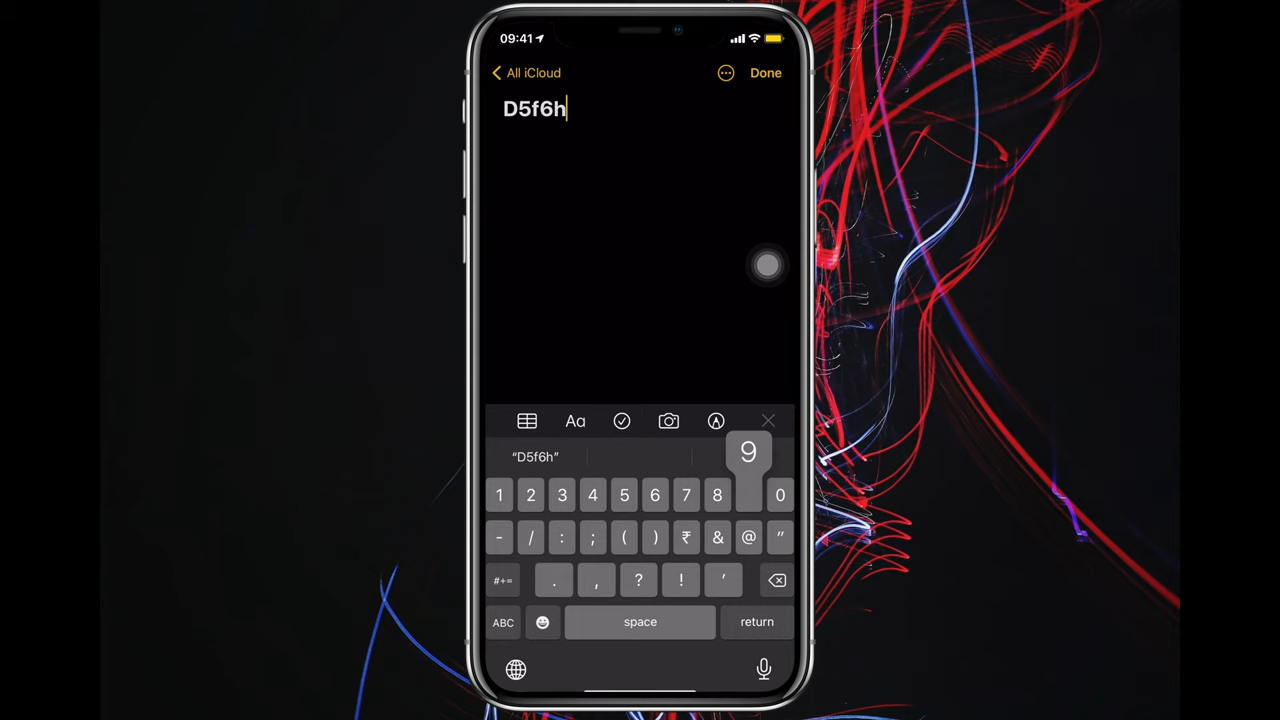 09:41
All iCloud
Done
D5f6h
Aa
“D5f6h”
9
1 2 3 4 5 6 7 8 0
- / : ; ( ) ₹ & @ ”
#+= . , ? ! ’
ABC space return